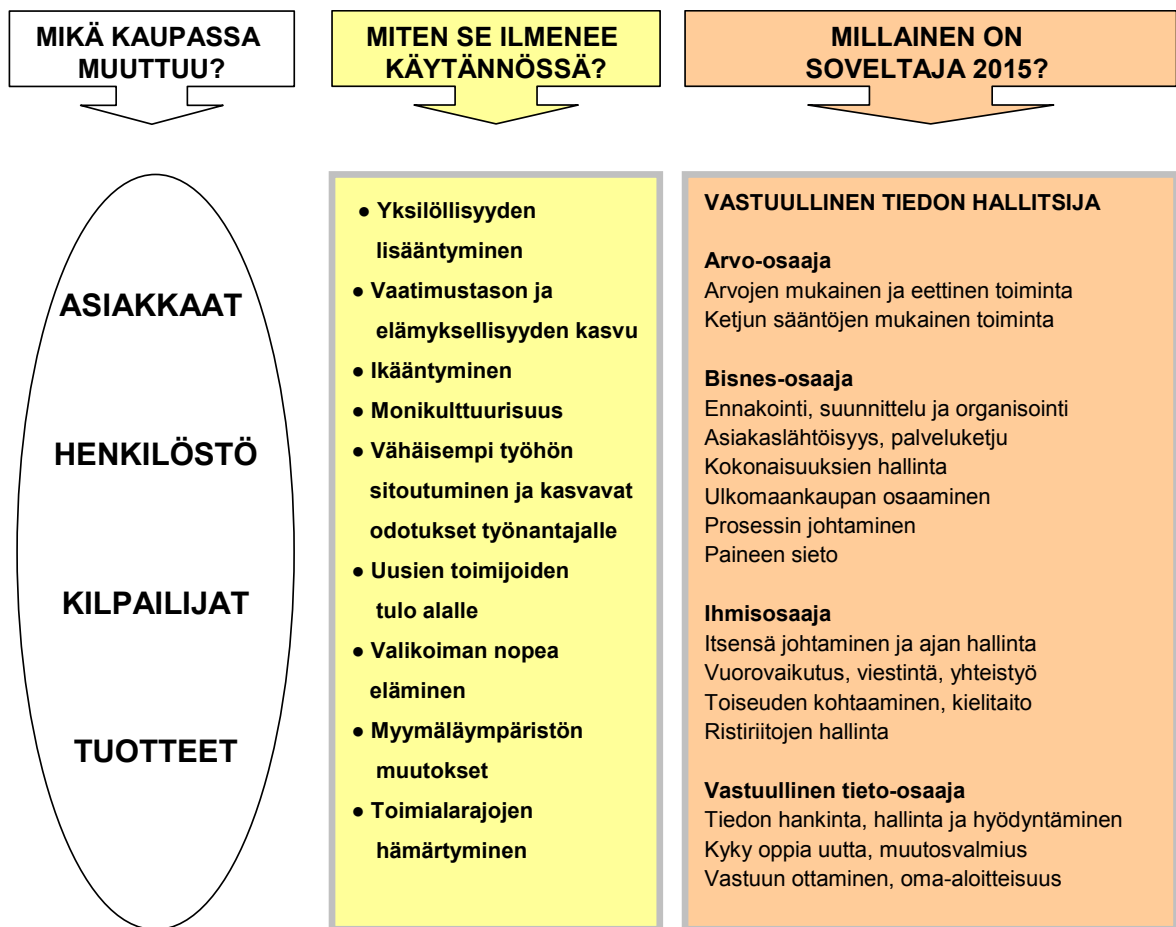 MIKÄ KAUPASSA
MUUTTUU?
MITEN SE ILMENEE
KÄYTÄNNÖSSÄ?
MILLAINEN ON
SOVELTAJA 2015?
ASIAKKAAT
HENKILÖSTÖ
KILPAILIJAT
TUOTTEET
● Yksilöllisyyden
lisääntyminen
● Vaatimustason ja
elämyksellisyyden kasvu
● Ikääntyminen
● Monikulttuurisuus
● Vähäisempi työhön
sitoutuminen ja kasvavat
odotukset työnantajalle
● Uusien toimijoiden
tulo alalle
● Valikoiman nopea
eläminen
● Myymäläympäristön
muutokset
● Toimialarajojen
hämärtyminen
VASTUULLINEN TIEDON HALLITSIJA
Arvo-osaaja
Arvojen mukainen ja eettinen toiminta
Ketjun sääntöjen mukainen toiminta
Bisnes-osaaja
Ennakointi, suunnittelu ja organisointi
Asiakaslähtöisyys, palveluketju
Kokonaisuuksien hallinta
Ulkomaankaupan osaaminen
Prosessin johtaminen
Paineen sieto
Ihmisosaaja
Itsensä johtaminen ja ajan hallinta
Vuorovaikutus, viestintä, yhteistyö
Toiseuden kohtaaminen, kielitaito
Ristiriitojen hallinta
Vastuullinen tieto-osaaja
Tiedon hankinta, hallinta ja hyödyntäminen
Kyky oppia uutta, muutosvalmius
Vastuun ottaminen, oma-aloitteisuus